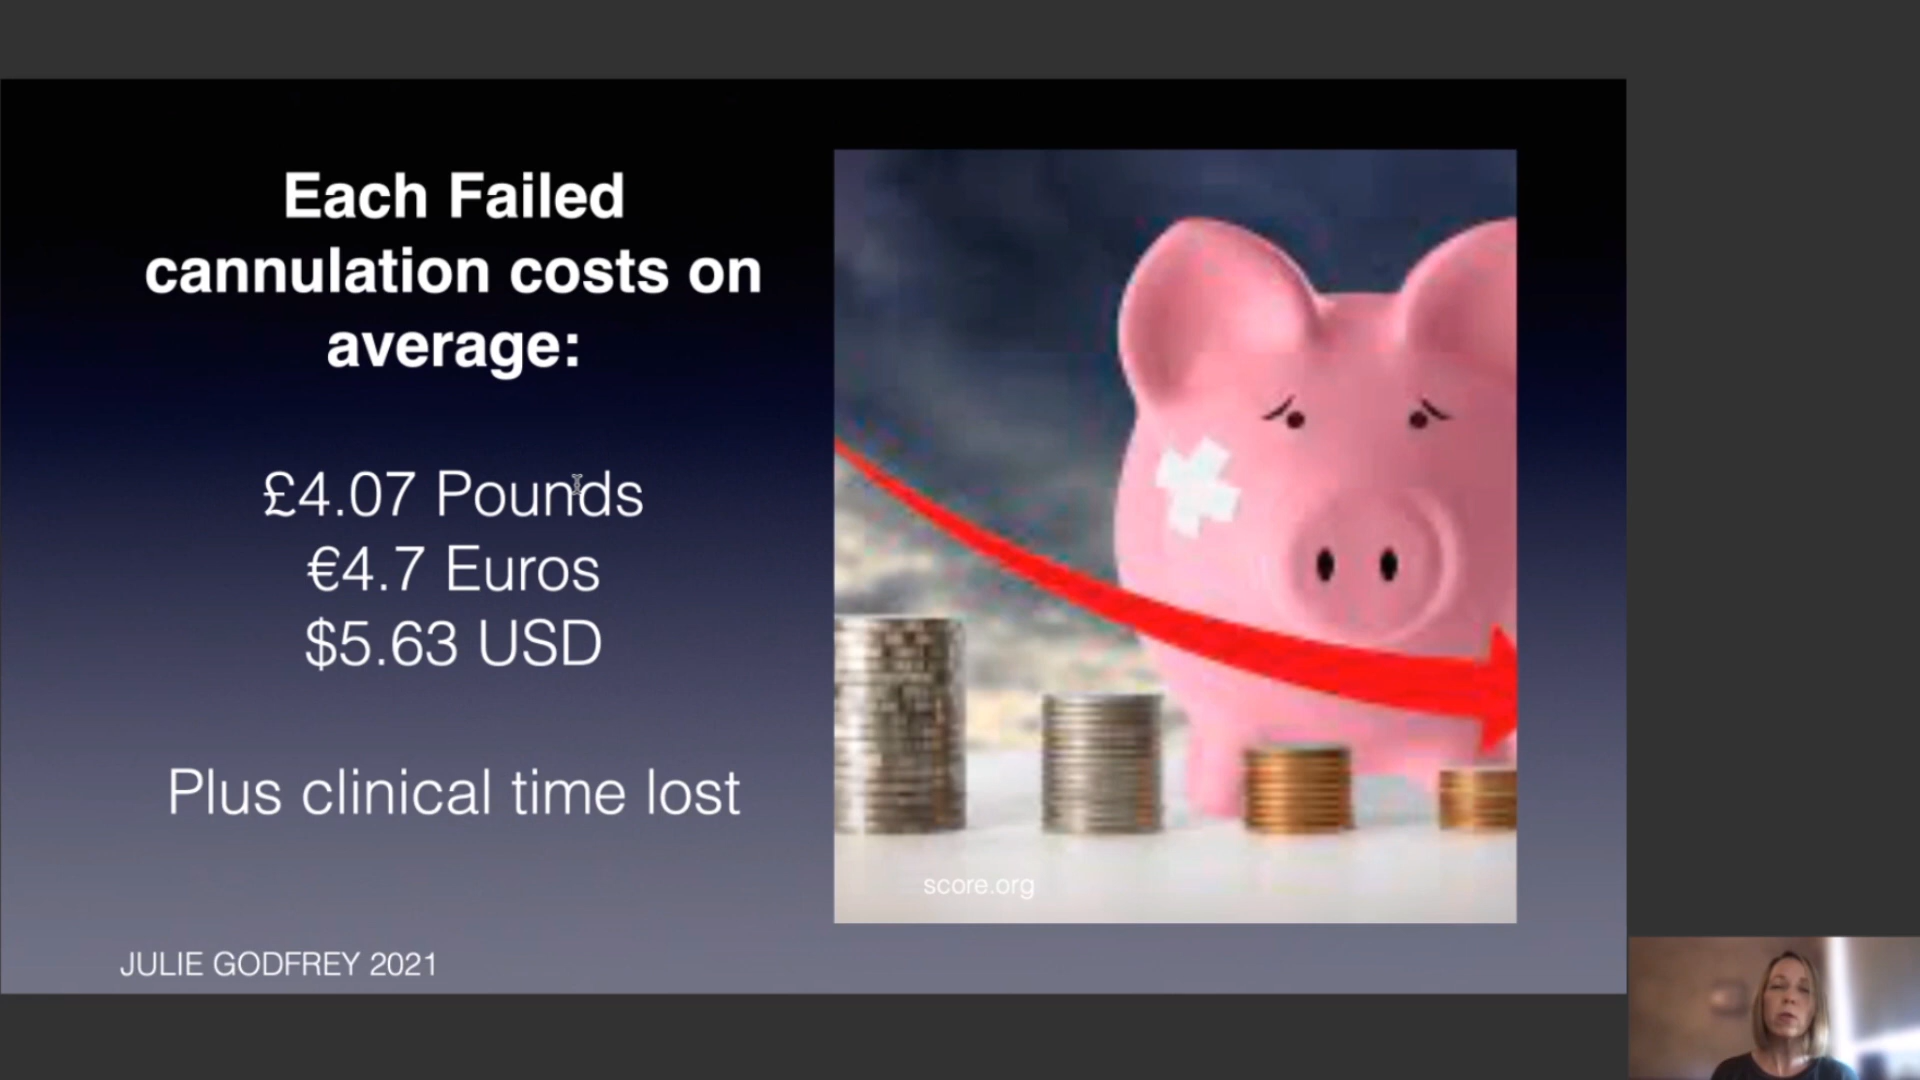 Each Failed
cannulation costs on
average:
£4.07 Pounds
€4.7 Euros
$5.63 USD
Plus clinical time lost
score.org
JULIE GODFREY 2021